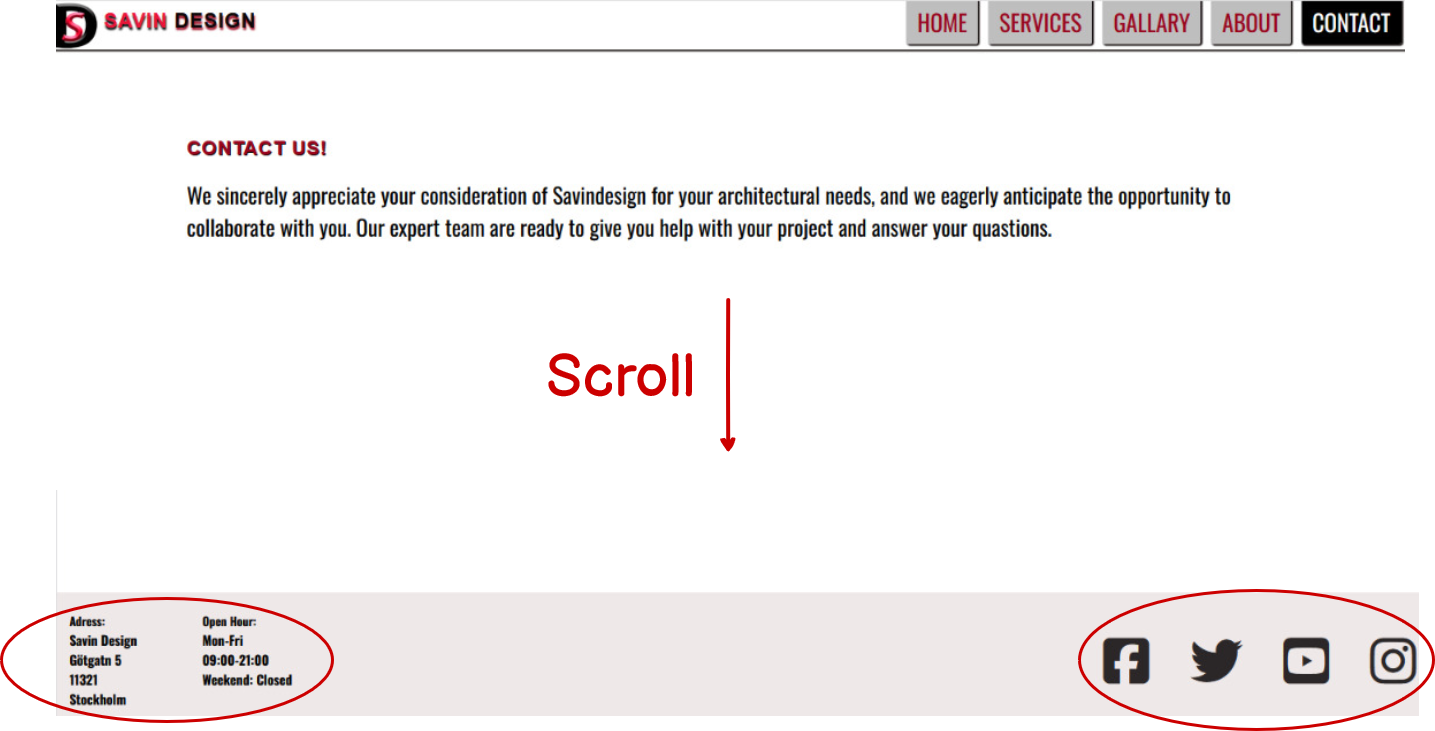 SAVIN DESIGN
HOME
SERVICES
GALLARY
ABOUT
CONTACT
CONTACT US!
We sincerely appreciate your consideration of Savindesign for your architectural needs, and we eagerly anticipate the opportunity to
collaborate with you. Our expert team are ready to give you help with your project and answer your quastions.
Scroll
Adress:
Savin Design
Götgatn 5
11321
Stockholm
Open Hour:
Mon-Fri
09:00-21:00
Weekend: Closed